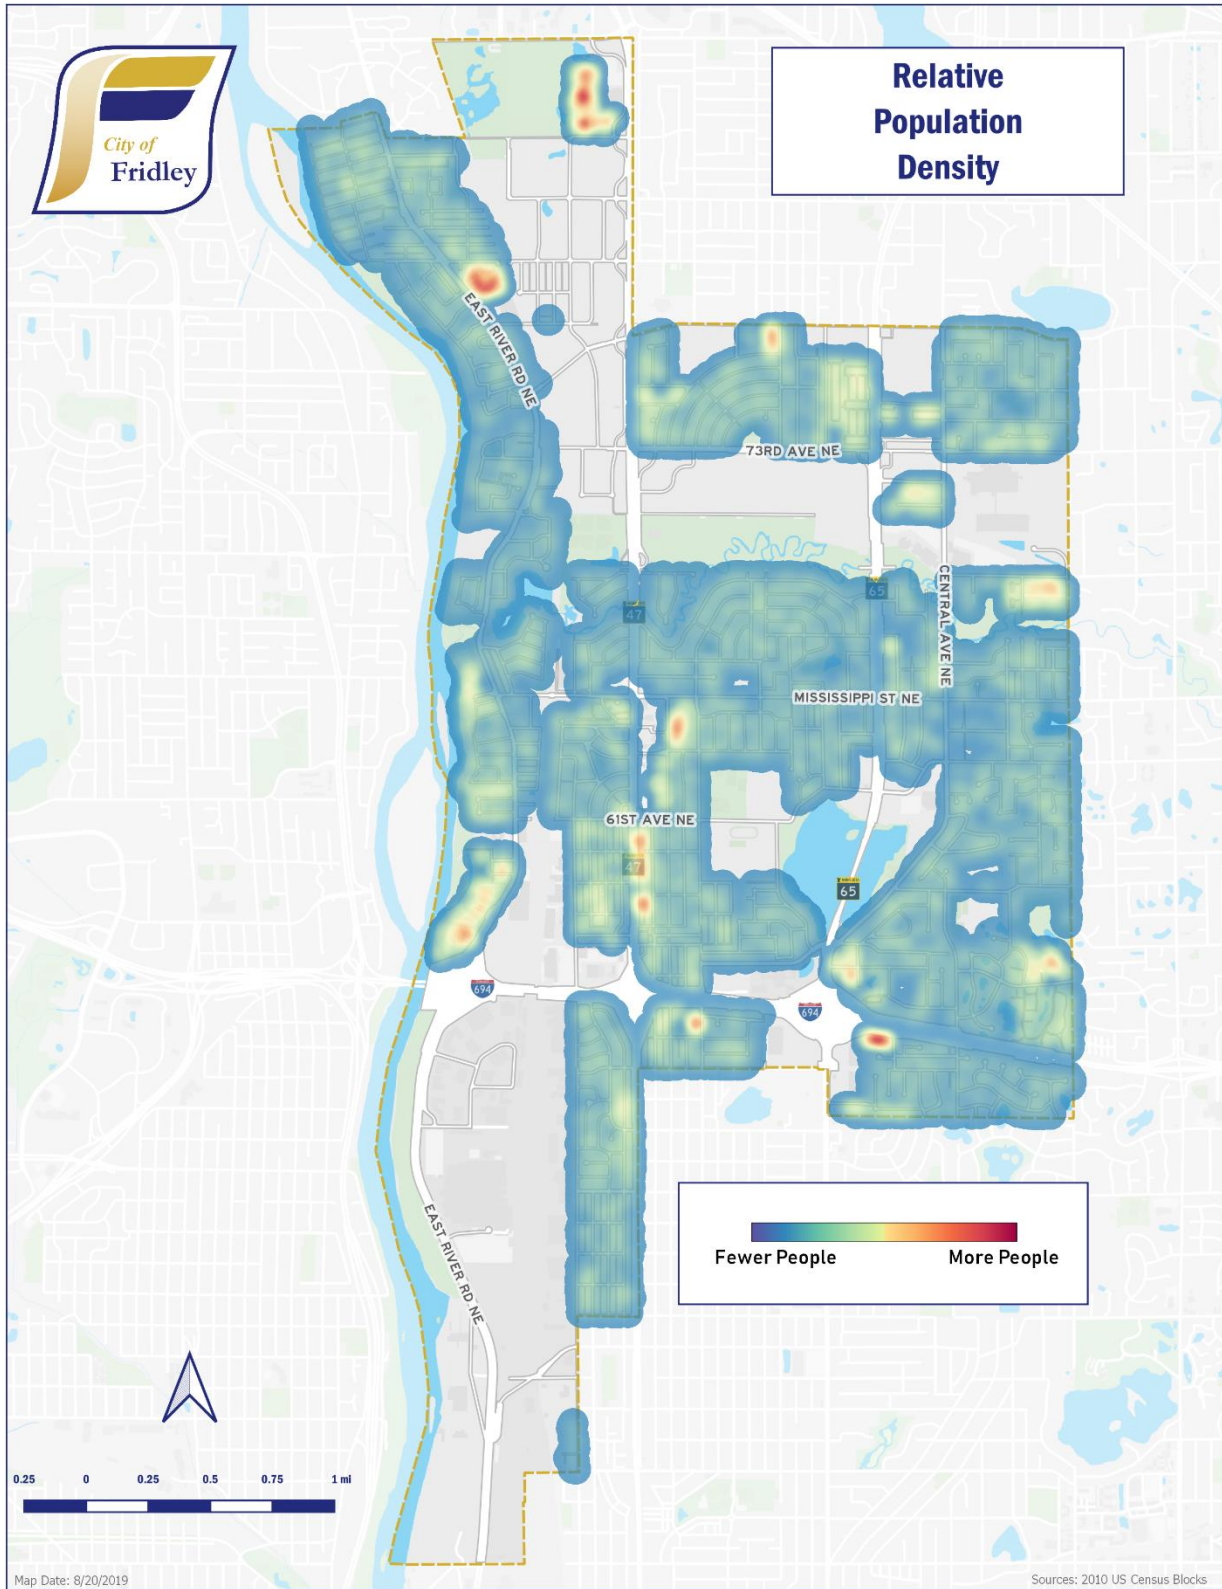 City of
Fridley
Relative
Population
Density
EAST RIVER RD NE
73RD AVE NE
CENTRAL AVE NE
47
65
MISSISSIPPI ST NE
61ST AVE NE
47
65
694
694
EAST RIVER RD NE
Fewer People
More People
0.25
0
0.25
0.5
0.75
1 mi
Map Date: 8/20/2019
Sources: 2010 US Census Blocks